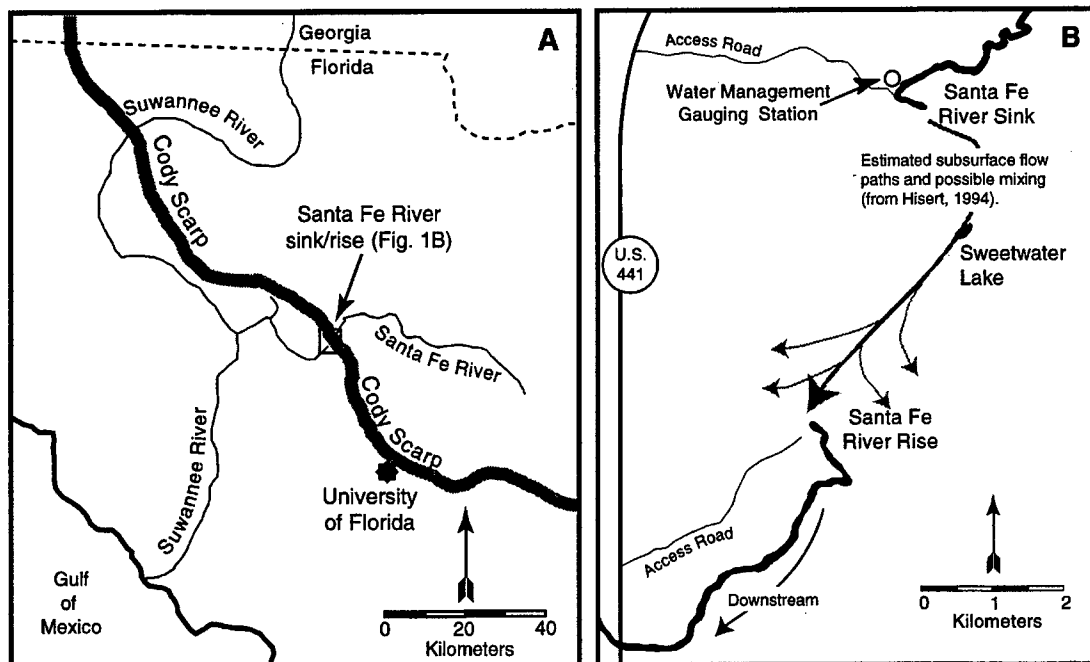 A
Georgia
Florida
Suwannee River
Cody Scarp
Santa Fe River
sink/rise (Fig. 1B)
Santa Fe River
Cody Scarp
Suwannee River
University
of Florida
Gulf
of
Mexico
0 20 40
Kilometers
B
Access Road
Water Management
Gauging Station
Santa Fe
River Sink
Estimated subsurface flow
paths and possible mixing
(from Hisert, 1994).
U.S.
441
Sweetwater
Lake
Santa Fe
River Rise
Access Road
Downstream
0 1 2
Kilometers